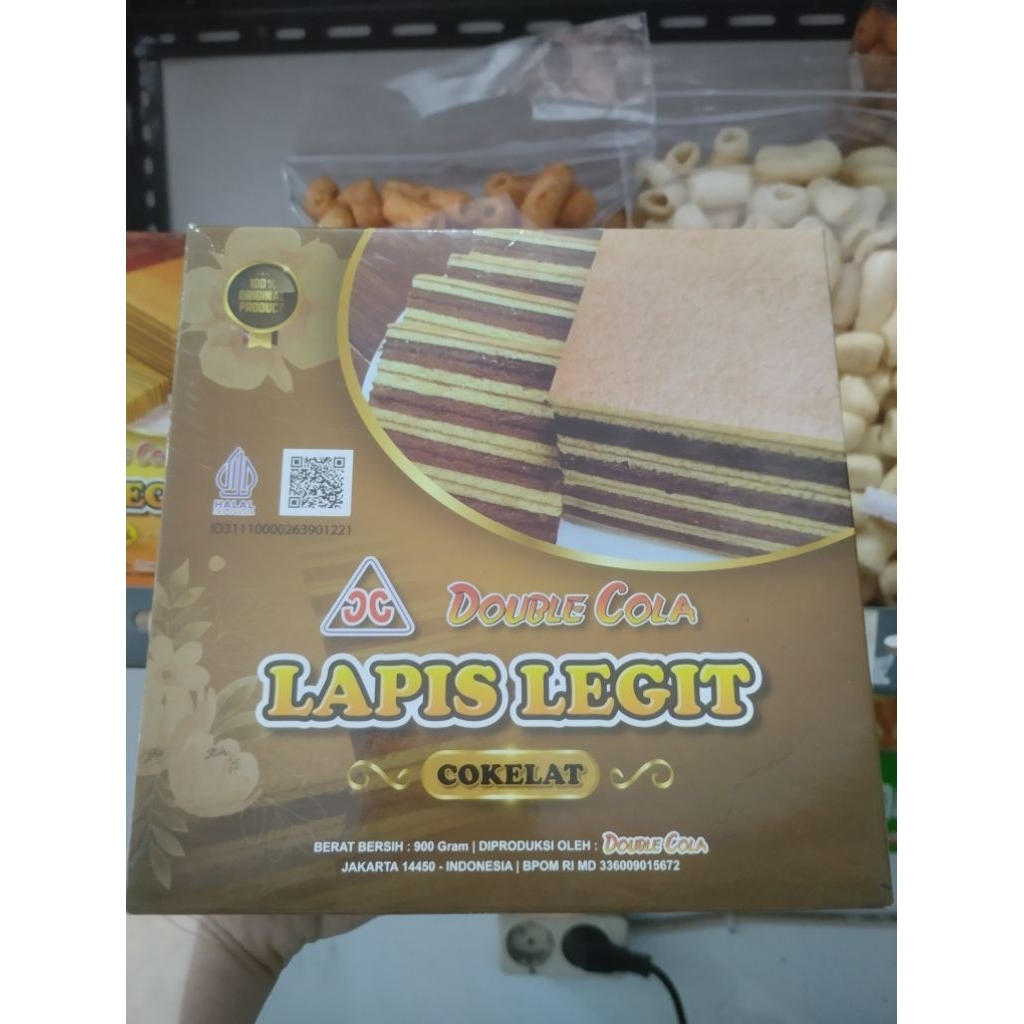 100%
ORIGINAL
PRODUCT
HALAL
INDONESIA
ID31110000263901221
DOUBLE COLA
LAPIS LEGIT
COKELAT
BERAT BERSIH : 900 Gram | DIPRODUKSI OLEH : DOUBLE COLA
JAKARTA 14450 - INDONESIA | BPOM RI MD 336009015672